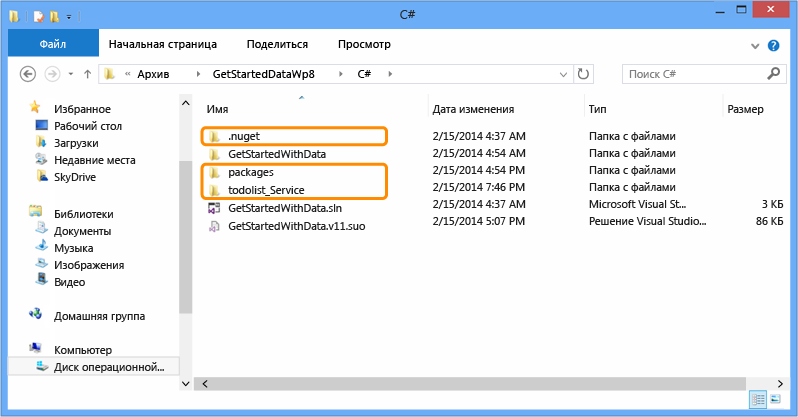 C#
Файл Начальная страница Поделиться Просмотр
« Архив GetStartedDataWp8 C#
Поиск C#
Избранное
Рабочий стол
Загрузки
Недавние места
SkyDrive
Библиотеки
Документы
Музыка
Изображения
Видео
Домашняя группа
Компьютер
Диск операционной...
Имя Дата изменения Тип Размер
.nuget 2/15/2014 4:37 AM Папка с файлами
GetStartedWithData 2/15/2014 4:54 AM Папка с файлами
packages 2/15/2014 4:54 PM Папка с файлами
todolist_Service 2/15/2014 7:46 PM Папка с файлами
GetStartedWithData.sln 2/15/2014 4:37 AM Microsoft Visual St... 3 КБ
GetStartedWithData.v11.suo 2/15/2014 5:07 PM Решение Visual Studio... 86 КБ